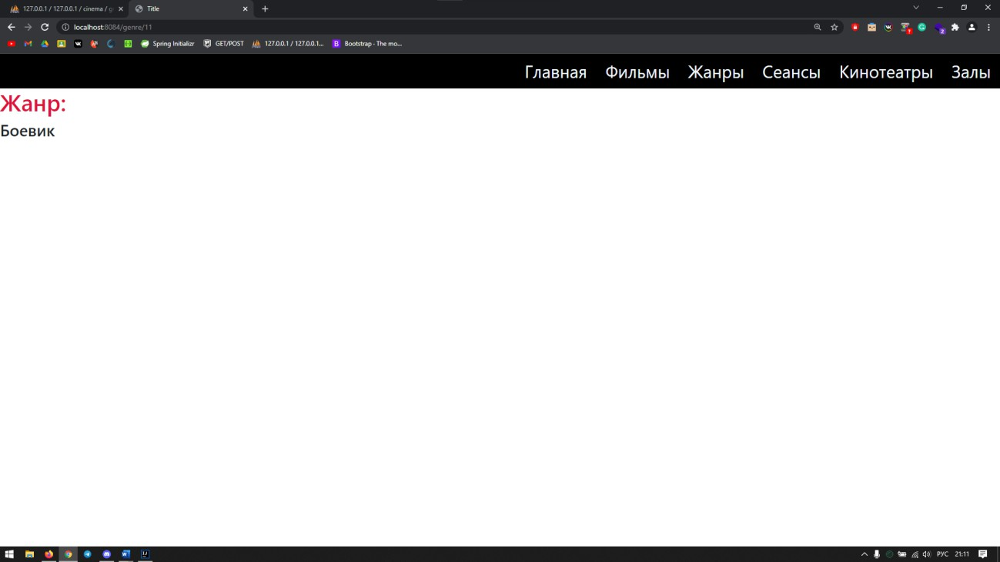 127.0.0.1 / 127.0.0.1 / cinema /
Title
localhost:8084/genre/11
Spring Initializr
GET/POST
127.0.0.1 / 127.0.0.1...
Bootstrap · The mo...
Главная Фильмы Жанры Сеансы Кинотеатры Залы
Жанр:
Боевик
РУС 21:11